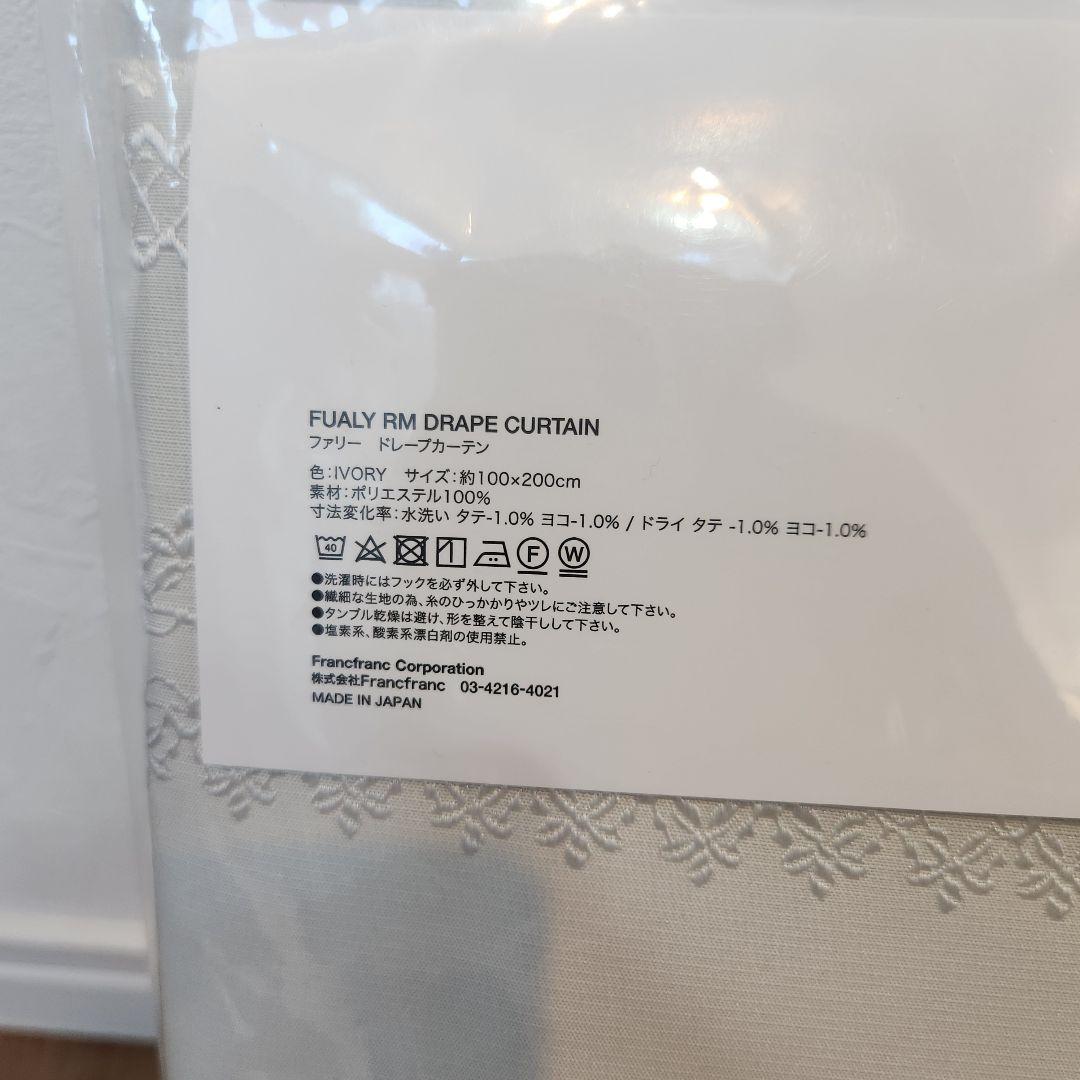 FUALY RM DRAPE CURTAIN
ファリー　ドレープカーテン
色：IVORY　サイズ：約100×200cm
素材：ポリエステル100%
寸法変化率：水洗い タテ-1.0% ヨコ-1.0% / ドライ タテ -1.0% ヨコ-1.0%
40 F W
●洗濯時にはフックを必ず外して下さい。
●繊細な生地の為、糸のひっかかりやツレにご注意して下さい。
●タンブル乾燥は避け、形を整えて陰干しして下さい。
●塩素系、酸素系漂白剤の使用禁止。
Francfranc Corporation
株式会社Francfranc　03-4216-4021
MADE IN JAPAN